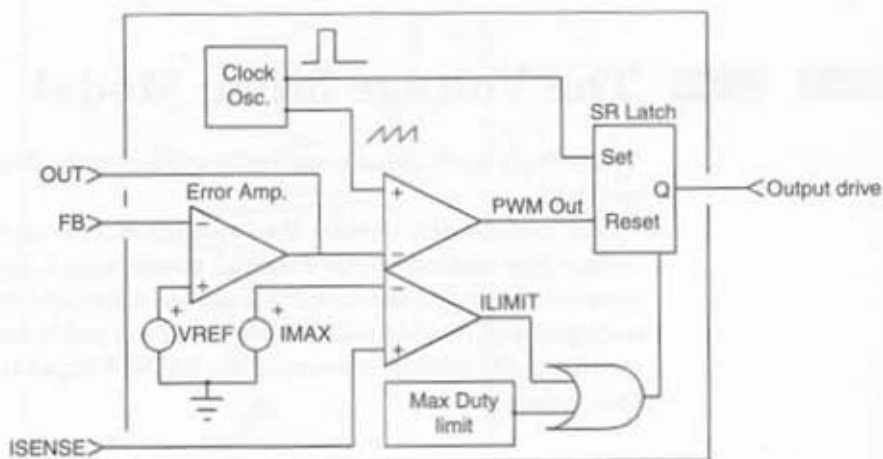 Clock
Osc.
SR Latch
Set
Q
Reset
OUT
Error Amp.
FB
PWM Out
Output drive
+
−
−
+
+
−
−
+
+
VREF
IMAX
ILIMIT
Max Duty
limit
ISENSE